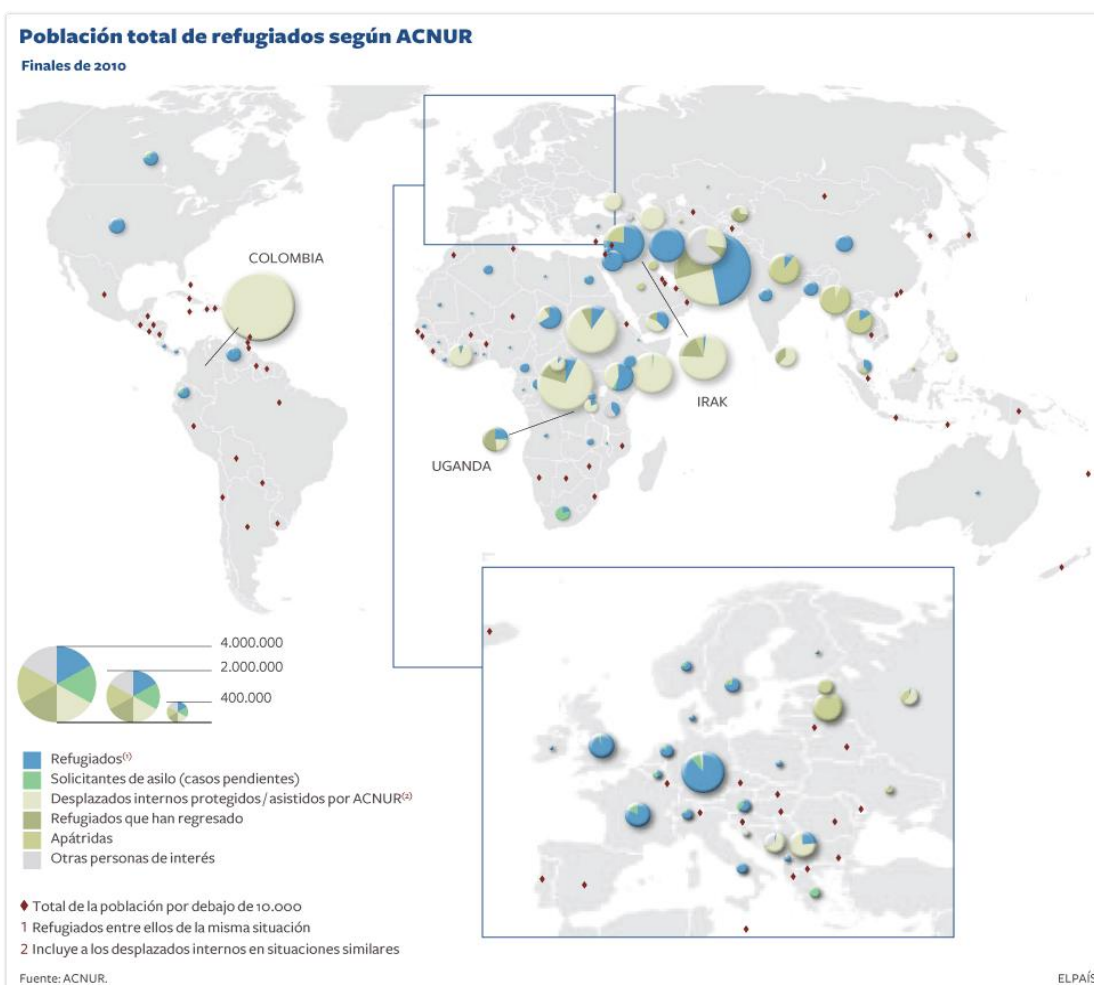 Población total de refugiados según ACNUR
Finales de 2010
COLOMBIA
IRAK
UGANDA
4.000.000
2.000.000
400.000
Refugiados(1)
Solicitantes de asilo (casos pendientes)
Desplazados internos protegidos/asistidos por ACNUR(2)
Refugiados que han regresado
Apátridas
Otras personas de interés
Total de la población por debajo de 10.000
1 Refugiados entre ellos de la misma situación
2 Incluye a los desplazados internos en situaciones similares
Fuente: ACNUR.
ELPAÍS